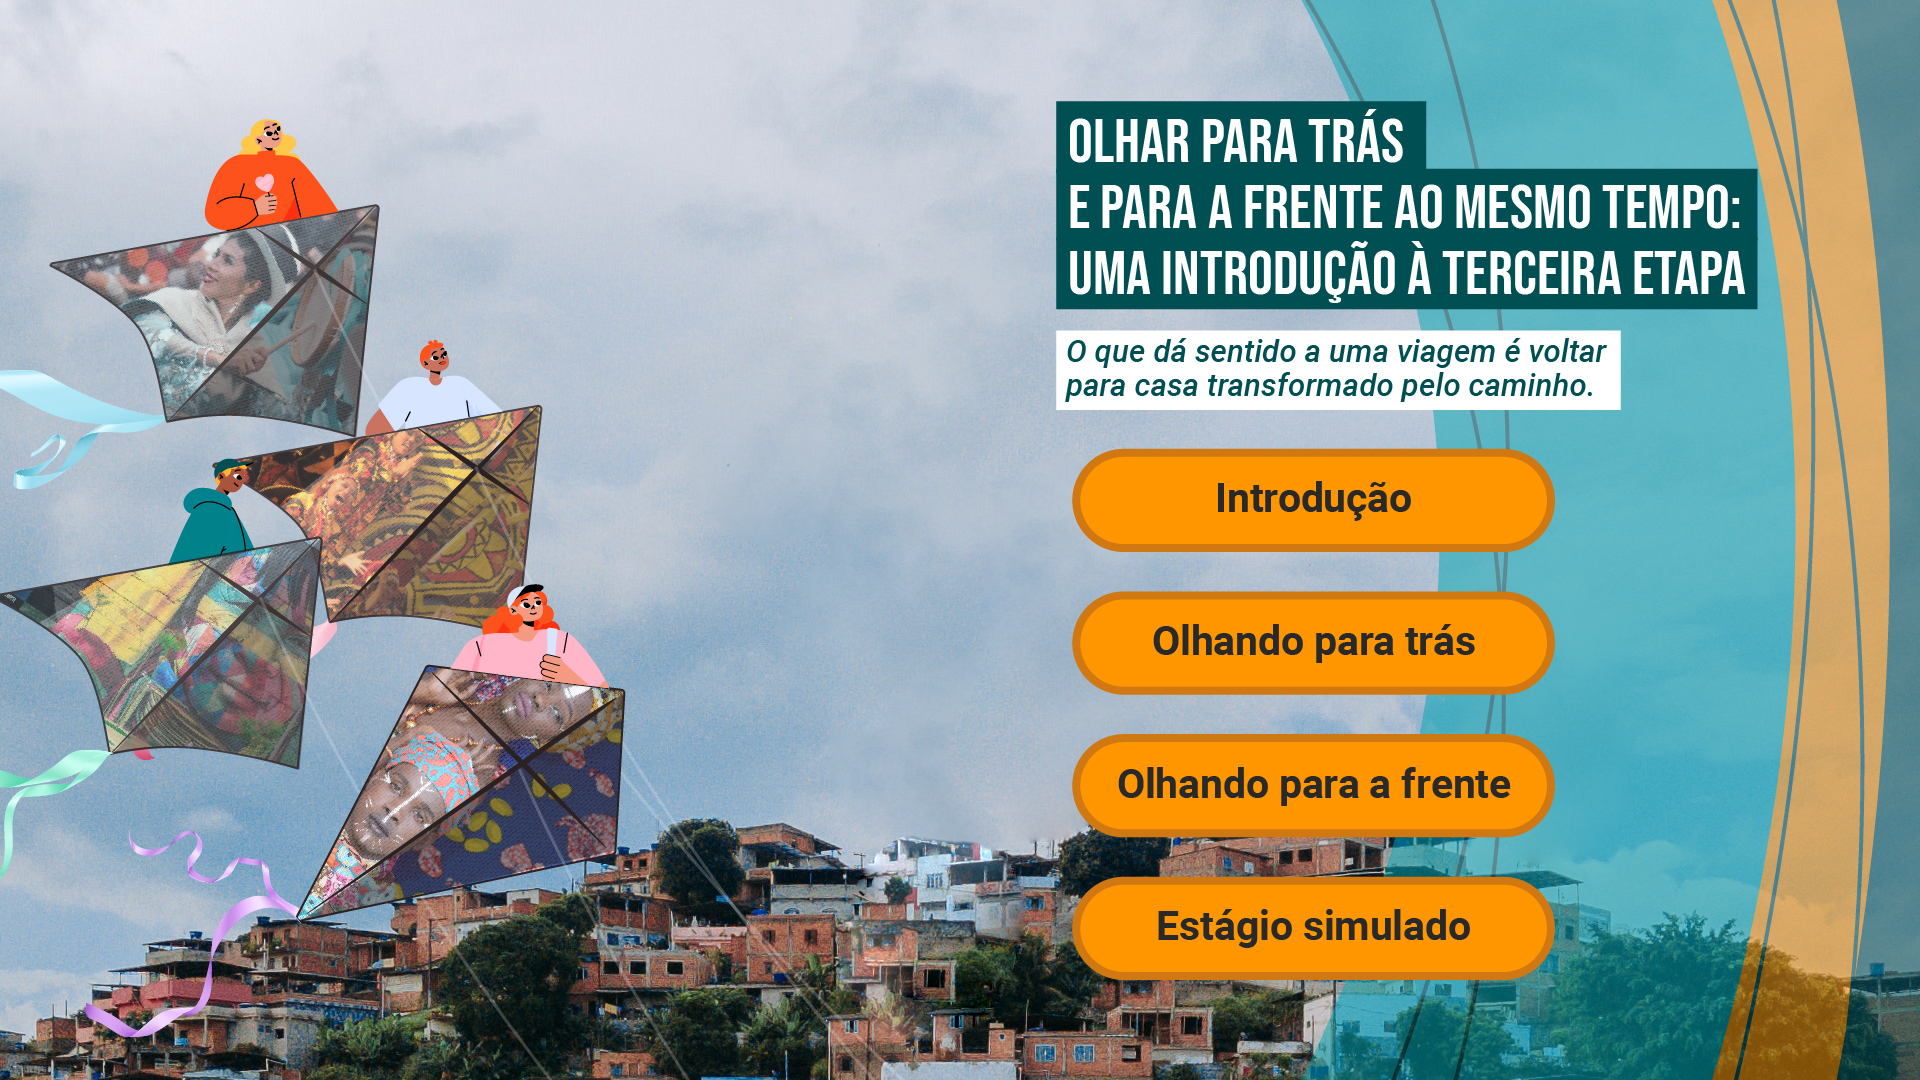 OLHAR PARA TRÁS
E PARA A FRENTE AO MESMO TEMPO:
UMA INTRODUÇÃO À TERCEIRA ETAPA
O que dá sentido a uma viagem é voltar
para casa transformado pelo caminho.
Introdução
Olhando para trás
Olhando para a frente
Estágio simulado